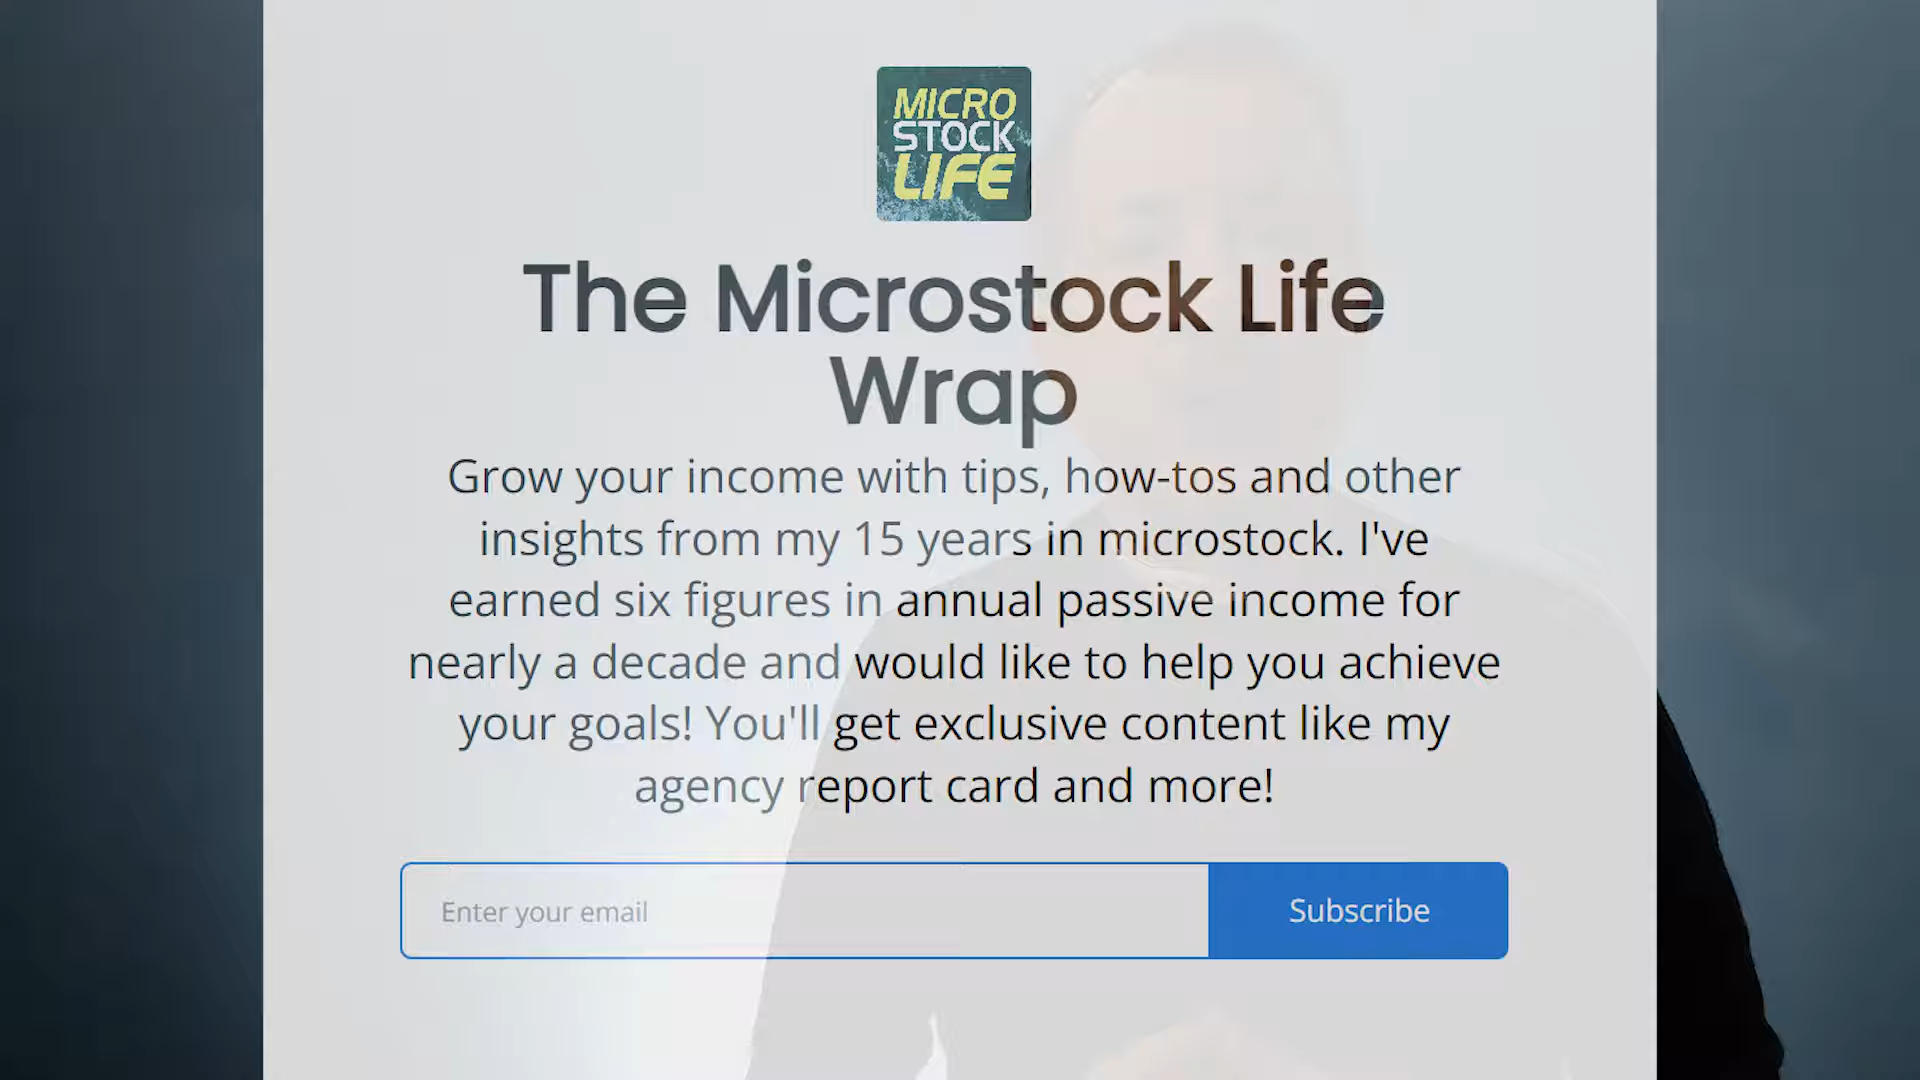 MICRO
STOCK
LIFE
The Microstock Life
Wrap
Grow your income with tips, how-tos and other
insights from my 15 years in microstock. I've
earned six figures in annual passive income for
nearly a decade and would like to help you achieve
your goals! You'll get exclusive content like my
agency report card and more!
Enter your email
Subscribe